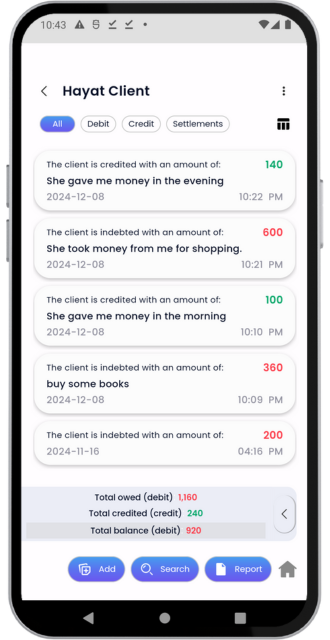 10:43
Hayat Client
All Debit Credit Settlements
The client is credited with an amount of: 140
She gave me money in the evening
2024-12-08 10:22 PM
The client is indebted with an amount of: 600
She took money from me for shopping.
2024-12-08 10:21 PM
The client is credited with an amount of: 100
She gave me money in the morning
2024-12-08 10:10 PM
The client is indebted with an amount of: 360
buy some books
2024-12-08 10:09 PM
The client is indebted with an amount of: 200
2024-11-16 04:16 PM
Total owed (debit) 1,160
Total credited (credit) 240
Total balance (debit) 920
Add Search Report